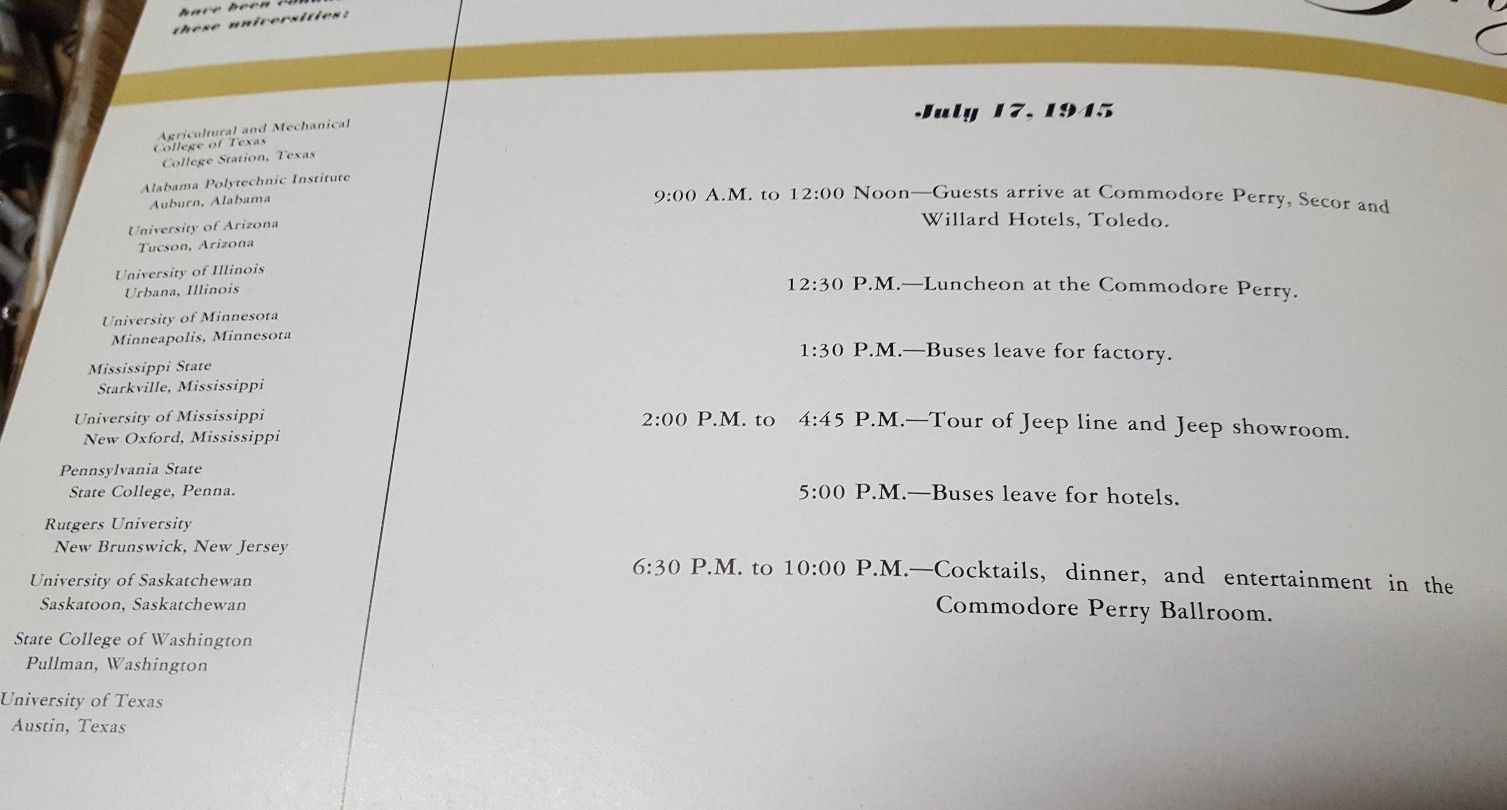 have been
these universities:
Agricultural and Mechanical
College of Texas
College Station, Texas
Alabama Polytechnic Institute
Auburn, Alabama
University of Arizona
Tucson, Arizona
University of Illinois
Urbana, Illinois
University of Minnesota
Minneapolis, Minnesota
Mississippi State
Starkville, Mississippi
University of Mississippi
New Oxford, Mississippi
Pennsylvania State
State College, Penna.
Rutgers University
New Brunswick, New Jersey
University of Saskatchewan
Saskatoon, Saskatchewan
State College of Washington
Pullman, Washington
University of Texas
Austin, Texas
July 17, 1945
9:00 A.M. to 12:00 Noon—Guests arrive at Commodore Perry, Secor and
Willard Hotels, Toledo.
12:30 P.M.—Luncheon at the Commodore Perry.
1:30 P.M.—Buses leave for factory.
2:00 P.M. to 4:45 P.M.—Tour of Jeep line and Jeep showroom.
5:00 P.M.—Buses leave for hotels.
6:30 P.M. to 10:00 P.M.—Cocktails, dinner, and entertainment in the
Commodore Perry Ballroom.